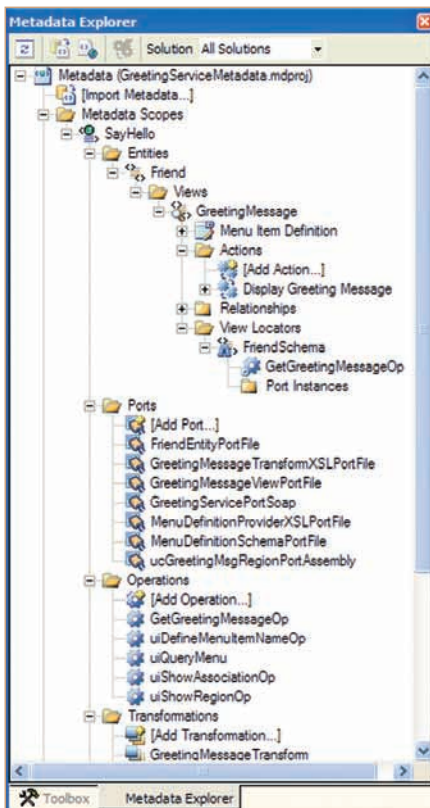 Metadata Explorer
Solution All Solutions
Metadata (GreetingServiceMetadata.mdproj)
[Import Metadata...]
Metadata Scopes
SayHello
Entities
Friend
Views
GreetingMessage
Menu Item Definition
Actions
[Add Action...]
Display Greeting Message
Relationships
View Locators
FriendSchema
GetGreetingMessageOp
Port Instances
Ports
[Add Port...]
FriendEntityPortFile
GreetingMessageTransformXSLPortFile
GreetingMessageViewPortFile
GreetingServicePortSoap
MenuDefinitionProviderXSLPortFile
MenuDefinitionSchemaPortFile
ucGreetingMsgRegionPortAssembly
Operations
[Add Operation...]
GetGreetingMessageOp
uiDefineMenuItemNameOp
uiQueryMenu
uiShowAssociationOp
uiShowRegionOp
Transformations
[Add Transformation...]
GreetingMessageTransform
Toolbox Metadata Explorer